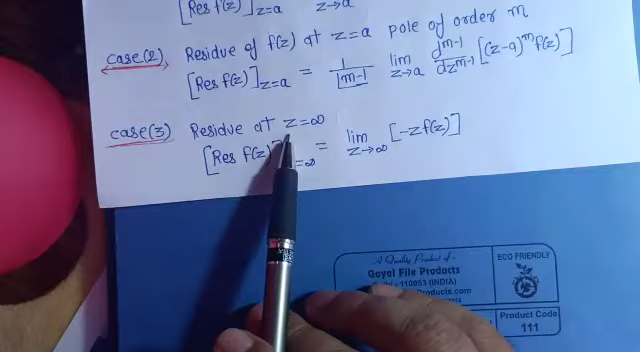 [Res f(z)]z=a z→a
case(2) Residue of f(z) at z=a pole of order m
[Res f(z)]z=a = 1/|m-1 lim z→a d^m-1/dz^m-1 [(z-a)^m f(z)]
case(3) Residue at z=∞
[Res f(z)]=∞ = lim z→∞ [-z f(z)]
A Quality Product of -
Goyal File Products
- 110053 (INDIA)
ECO FRIENDLY
Product Code
111